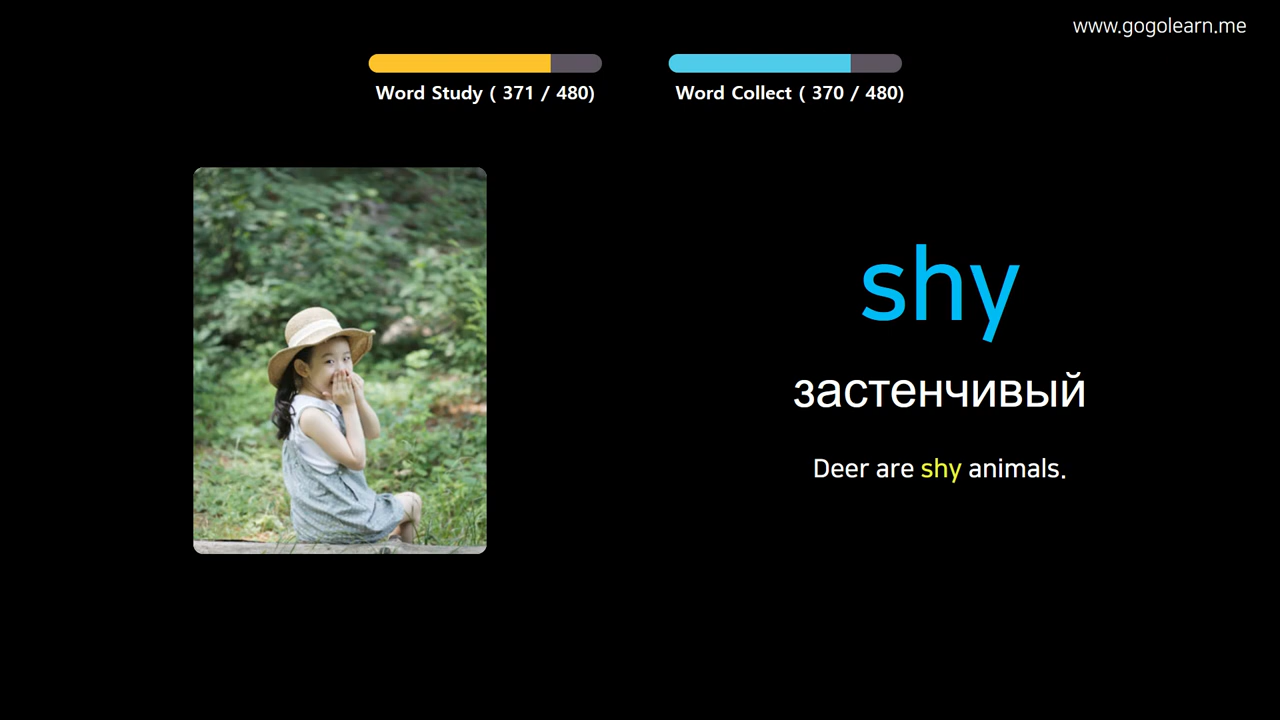 www.gogolearn.me
Word Study ( 371 / 480)
Word Collect ( 370 / 480)
shy
застенчивый
Deer are shy animals.